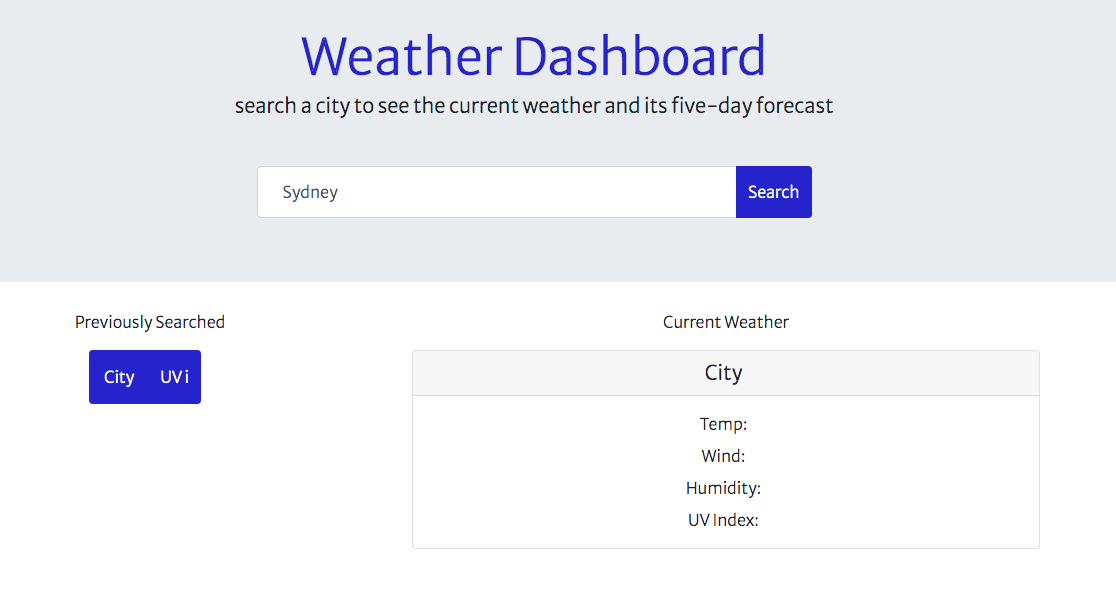 Weather Dashboard
search a city to see the current weather and its five-day forecast
Sydney
Search
Previously Searched
City UVi
Current Weather
City
Temp:
Wind:
Humidity:
UV Index: